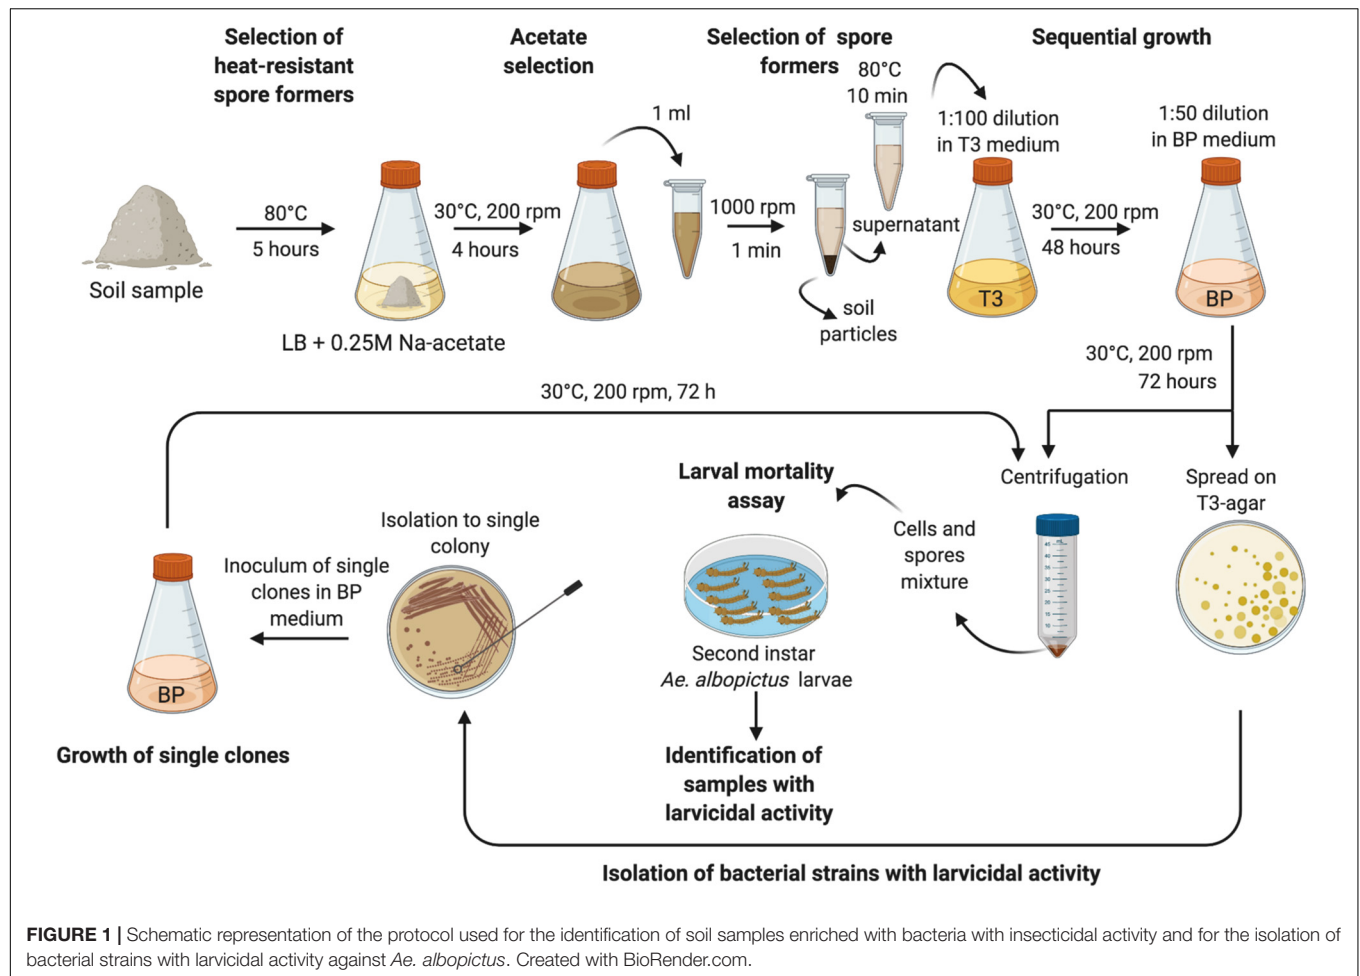 Selection of
heat-resistant
spore formers
Acetate
selection
Selection of spore
formers
Sequential growth
Soil sample
80°C
5 hours
LB + 0.25M Na-acetate
30°C, 200 rpm
4 hours
1 ml
1000 rpm
1 min
soil
particles
supernatant
80°C
10 min
1:100 dilution
in T3 medium
T3
30°C, 200 rpm
48 hours
1:50 dilution
in BP medium
BP
30°C, 200 rpm
72 hours
30°C, 200 rpm, 72 h
Centrifugation
Spread on
T3-agar
Cells and
spores
mixture
Larval mortality
assay
Second instar
Ae. albopictus larvae
Identification of
samples with
larvicidal activity
Isolation to single
colony
Inoculum of single
clones in BP
medium
BP
Growth of single clones
Isolation of bacterial strains with larvicidal activity
FIGURE 1 | Schematic representation of the protocol used for the identification of soil samples enriched with bacteria with insecticidal activity and for the isolation of
bacterial strains with larvicidal activity against Ae. albopictus. Created with BioRender.com.